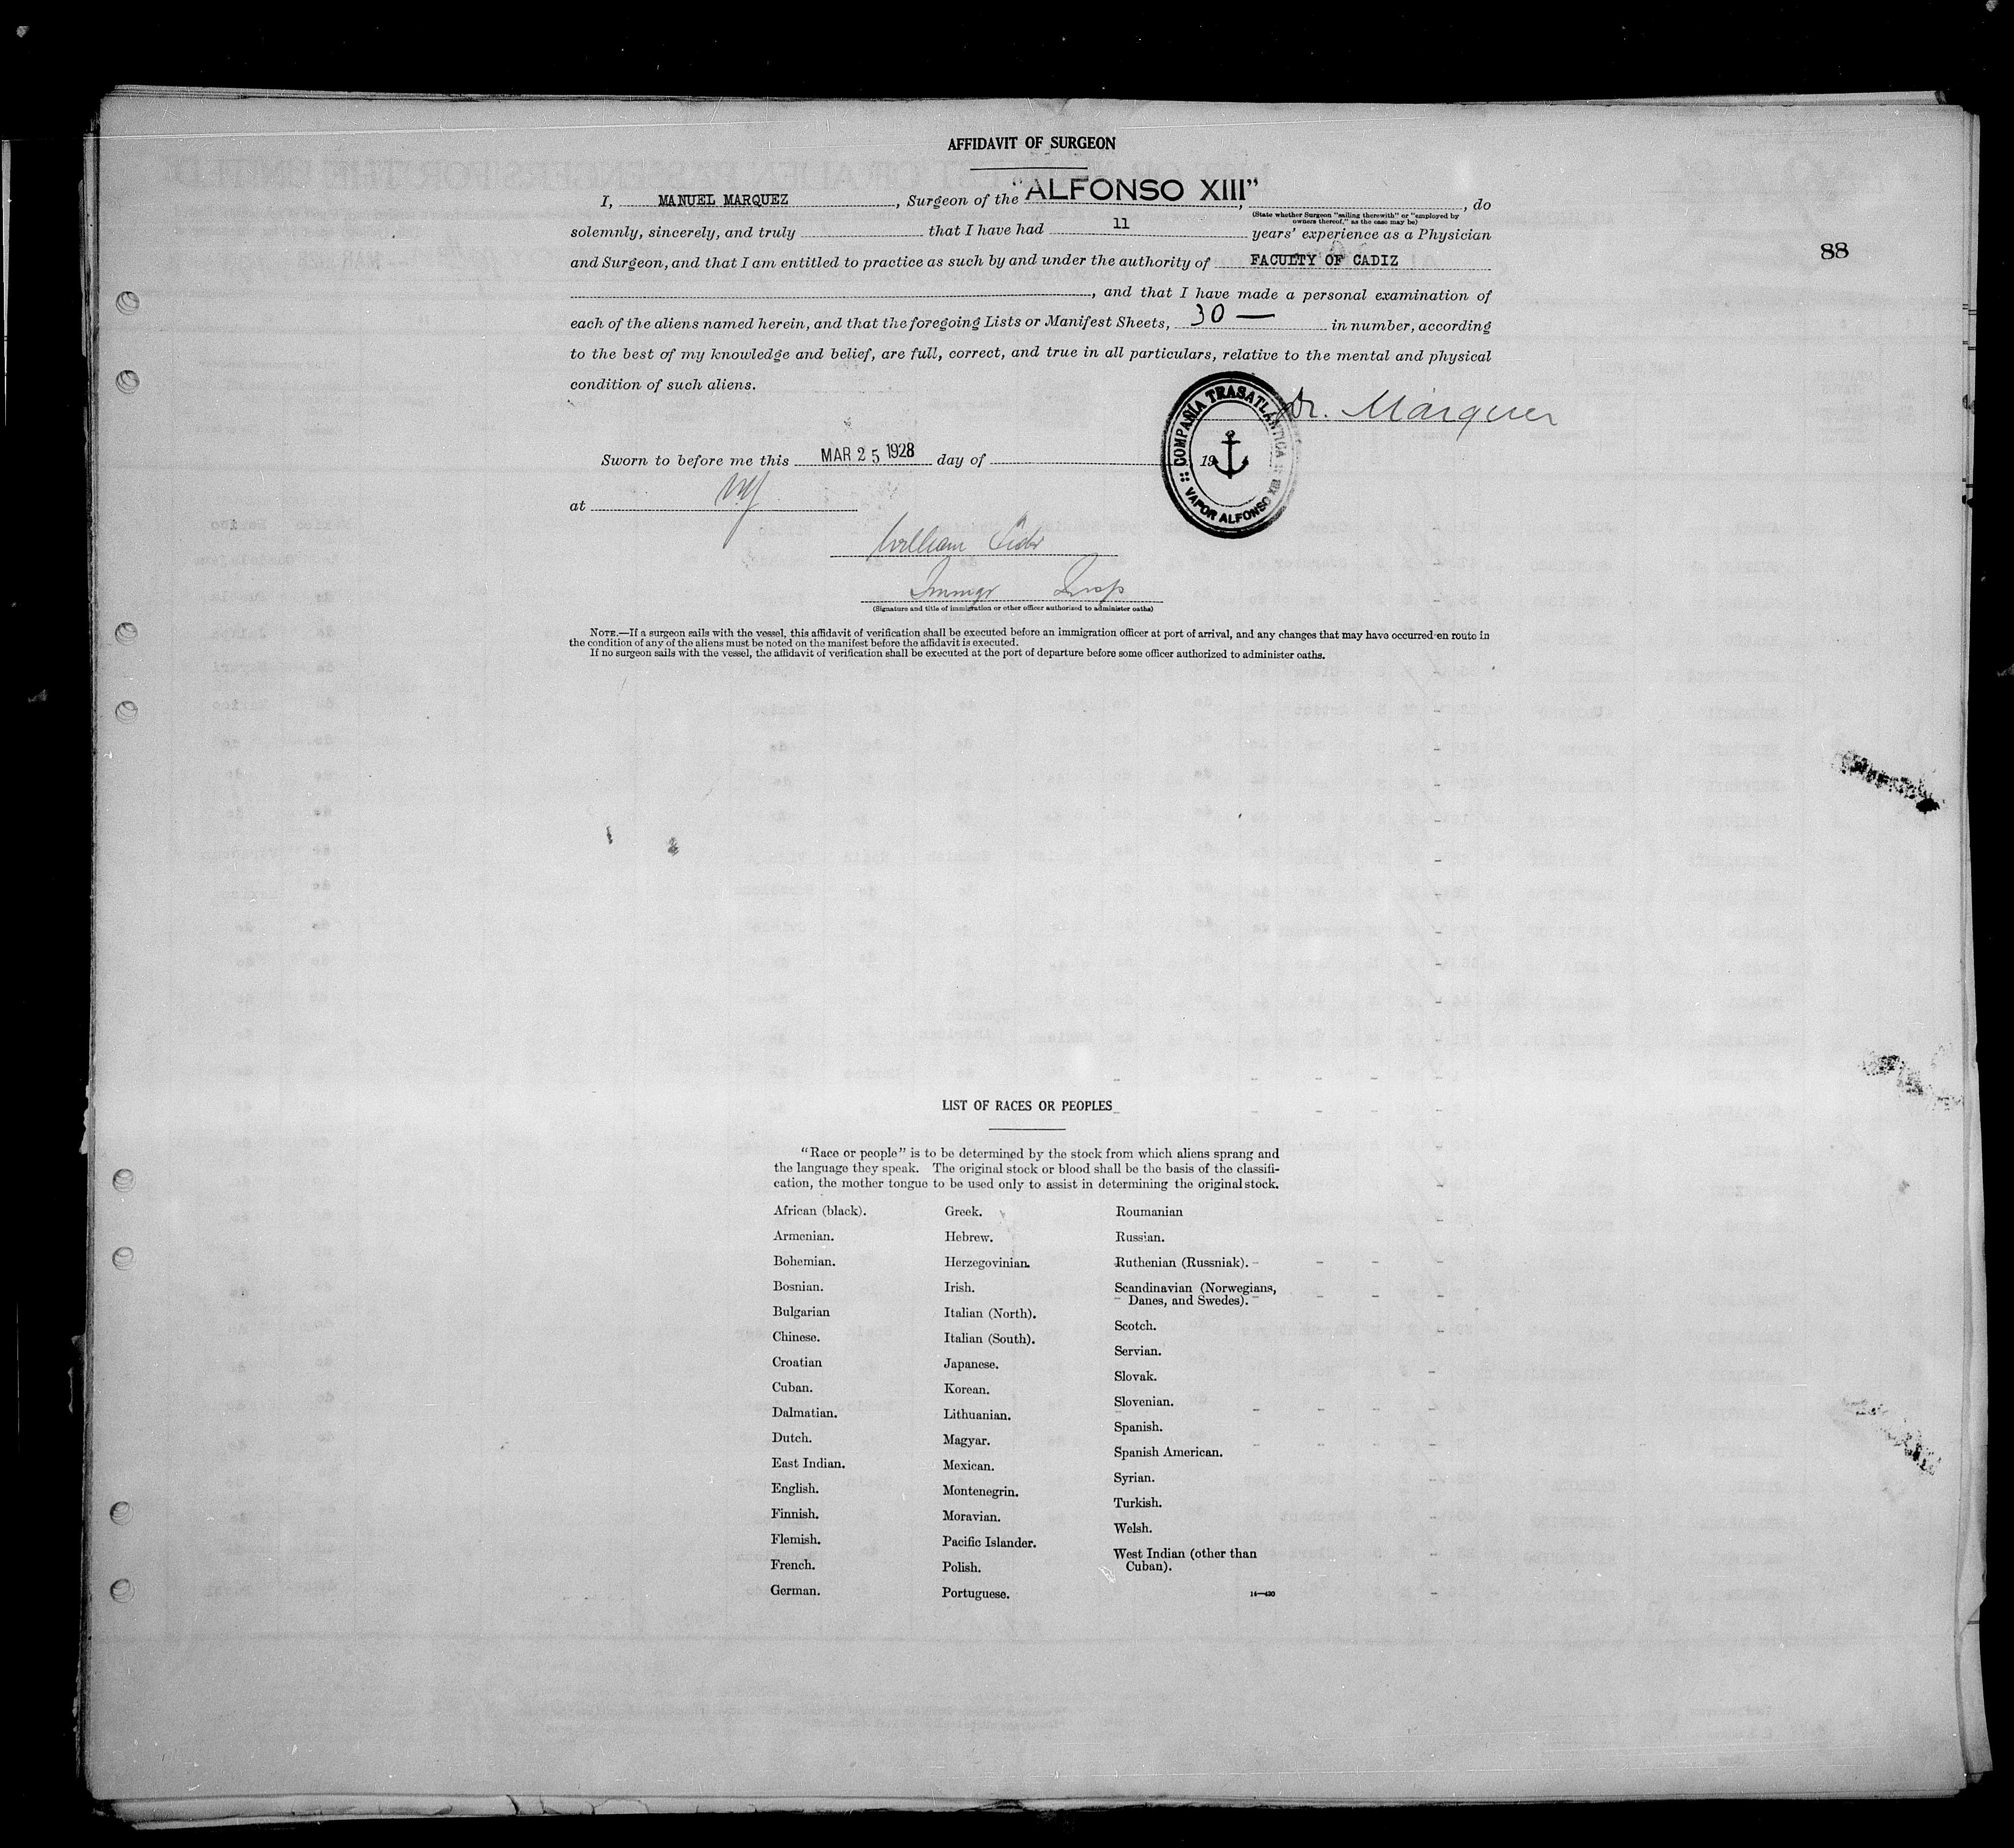 AFFIDAVIT OF SURGEON
I, MANUEL MARQUEZ, Surgeon of the "ALFONSO XIII", , do
(State whether Surgeon "sailing therewith" or "employed by owners thereof," as the case may be)
solemnly, sincerely, and truly that I have had 11 years' experience as a Physician
and Surgeon, and that I am entitled to practice as such by and under the authority of FACULTY OF CADIZ
, and that I have made a personal examination of
each of the aliens named herein, and that the foregoing Lists or Manifest Sheets, 30 — in number, according
to the best of my knowledge and belief, are full, correct, and true in all particulars, relative to the mental and physical
condition of such aliens.
88
Dr. Marquez
:: COMPAÑIA TRASATLÁNTICA :: VAPOR ALFONSO XIII
Sworn to before me this MAR 25 1928 day of 19
at NY
William
Immgr Insp
(Signature and title of immigration or other officer authorized to administer oaths)
NOTE.—If a surgeon sails with the vessel, this affidavit of verification shall be executed before an immigration officer at port of arrival, and any changes that may have occurred en route in
the condition of any of the aliens must be noted on the manifest before the affidavit is executed.
If no surgeon sails with the vessel, the affidavit of verification shall be executed at the port of departure before some officer authorized to administer oaths.
LIST OF RACES OR PEOPLES
"Race or people" is to be determined by the stock from which aliens sprang and
the language they speak. The original stock or blood shall be the basis of the classifi-
cation, the mother tongue to be used only to assist in determining the original stock.
African (black).
Armenian.
Bohemian.
Bosnian.
Bulgarian
Chinese.
Croatian
Cuban.
Dalmatian.
Dutch.
East Indian.
English.
Finnish.
Flemish.
French.
German.
Greek.
Hebrew.
Herzegovinian.
Irish.
Italian (North).
Italian (South).
Japanese.
Korean.
Lithuanian.
Magyar.
Mexican.
Montenegrin.
Moravian.
Pacific Islander.
Polish.
Portuguese.
Roumanian
Russian.
Ruthenian (Russniak).
Scandinavian (Norwegians,
Danes, and Swedes).
Scotch.
Servian.
Slovak.
Slovenian.
Spanish.
Spanish American.
Syrian.
Turkish.
Welsh.
West Indian (other than
Cuban).
14—430